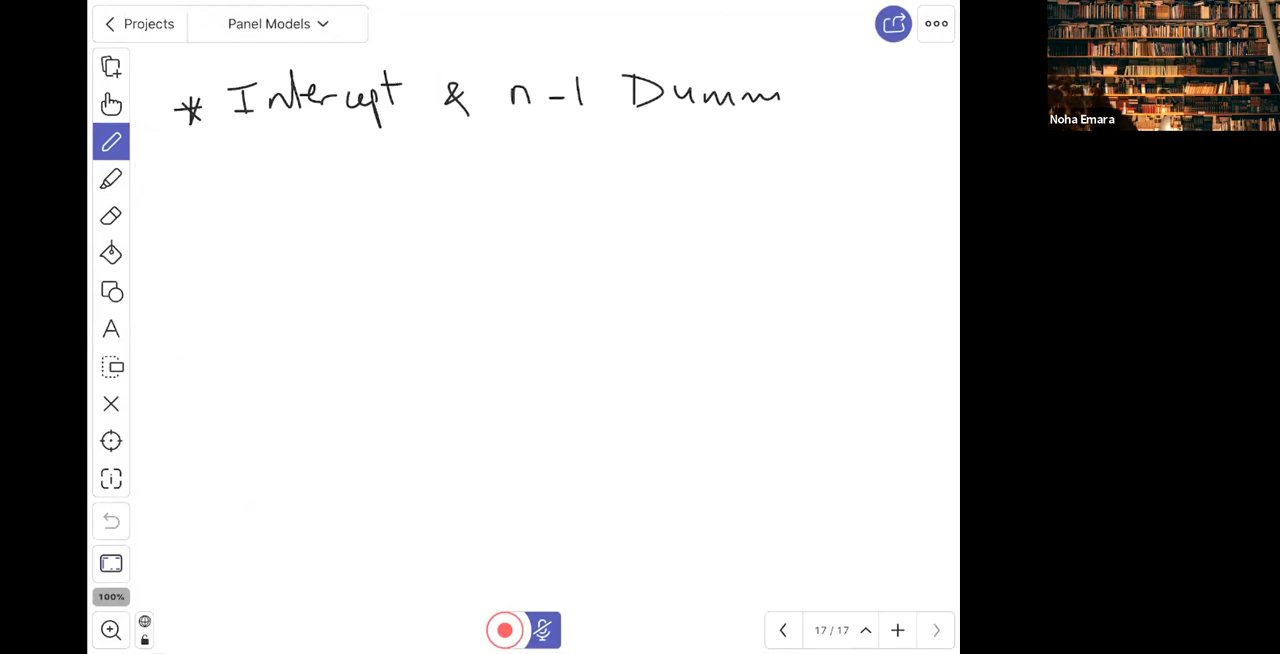 Projects
Panel Models
* Intercept & n-1 Dumm
Noha Emara
A
100%
17 / 17